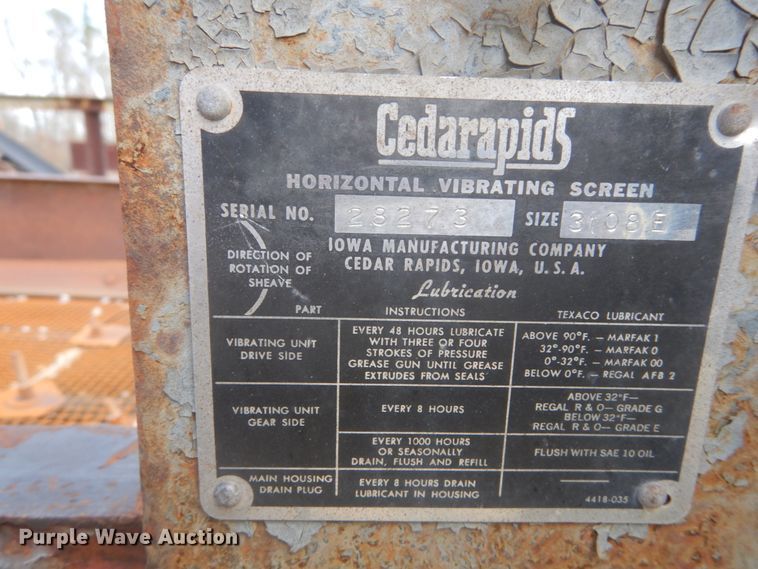 Cedarapids
HORIZONTAL VIBRATING SCREEN
SERIAL NO. 28273 SIZE 3108E
IOWA MANUFACTURING COMPANY
CEDAR RAPIDS, IOWA, U. S. A.
DIRECTION OF
ROTATION OF
SHEAVE
Lubrication
PART INSTRUCTIONS TEXACO LUBRICANT
VIBRATING UNIT
DRIVE SIDE
EVERY 48 HOURS LUBRICATE
WITH THREE OR FOUR
STROKES OF PRESSURE
GREASE GUN UNTIL GREASE
EXTRUDES FROM SEALS
ABOVE 90°F. — MARFAK 1
32°-90°F. — MARFAK 0
0°-32°F. — MARFAK 00
BELOW 0°F. — REGAL AFB 2
VIBRATING UNIT
GEAR SIDE
EVERY 8 HOURS
ABOVE 32°F—
REGAL R & O— GRADE G
BELOW 32°F—
REGAL R & O— GRADE E
EVERY 1000 HOURS
OR SEASONALLY
DRAIN, FLUSH AND REFILL
FLUSH WITH SAE 10 OIL
MAIN HOUSING
DRAIN PLUG
EVERY 8 HOURS DRAIN
LUBRICANT IN HOUSING
4418-035
Purple Wave Auction